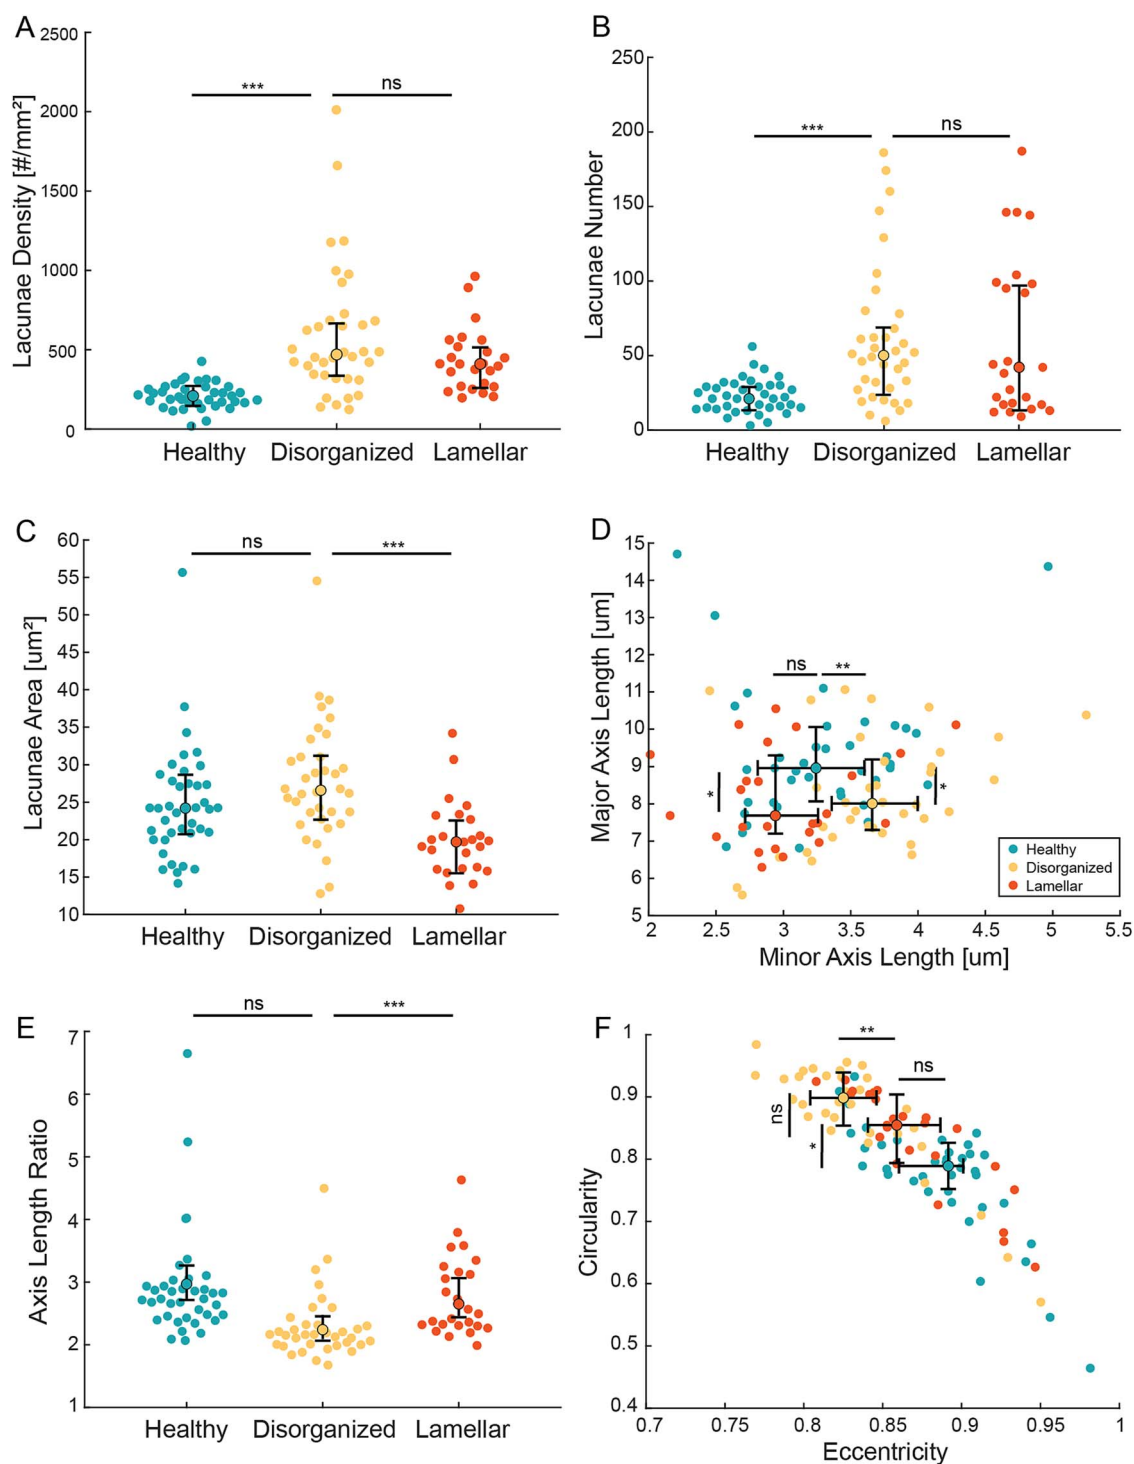 A
Lacunae Density [#/mm²]
2500
2000
1500
1000
500
0
***
ns
Healthy Disorganized Lamellar
B
Lacunae Number
250
200
150
100
50
0
***
ns
Healthy Disorganized Lamellar
C
Lacunae Area [um²]
60
55
50
45
40
35
30
25
20
15
10
ns
***
Healthy Disorganized Lamellar
D
Major Axis Length [um]
15
14
13
12
11
10
9
8
7
6
5
ns
**
*
*
Healthy
Disorganized
Lamellar
2 2.5 3 3.5 4 4.5 5 5.5
Minor Axis Length [um]
E
Axis Length Ratio
7
6
5
4
3
2
1
ns
***
Healthy Disorganized Lamellar
F
Circularity
1
0.9
0.8
0.7
0.6
0.5
0.4
**
ns
ns
*
0.7 0.75 0.8 0.85 0.9 0.95 1
Eccentricity